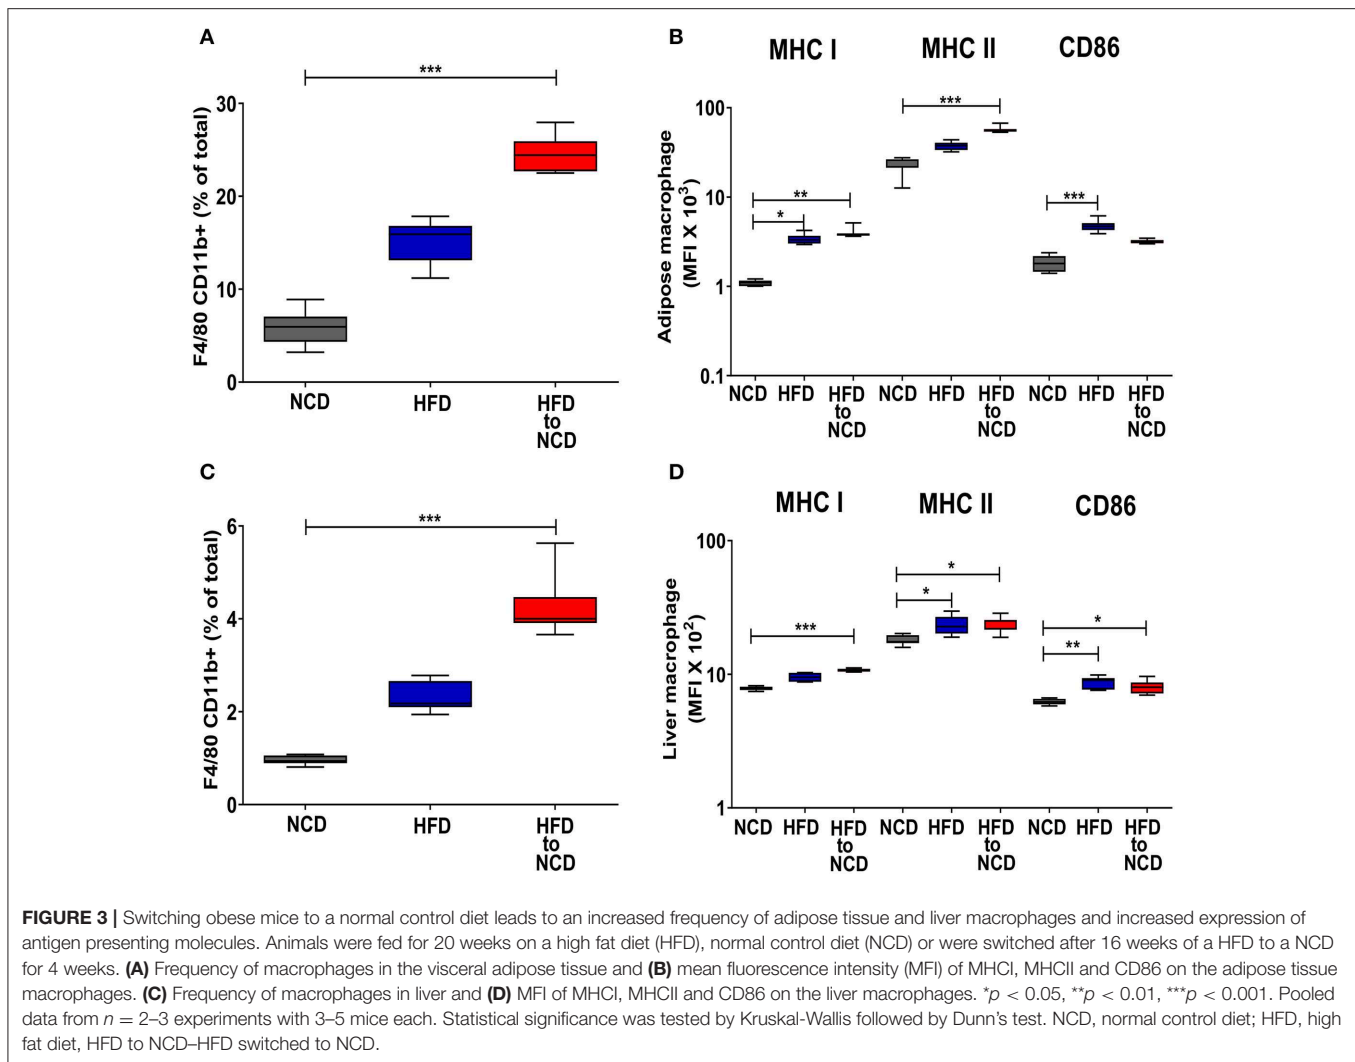 A
***
F4/80 CD11b+ (% of total)
30
20
10
0
NCD
HFD
HFD
to
NCD
B
MHC I
MHC II
CD86
Adipose macrophage
(MFI X 10³)
100
10
1
0.1
*
**
***
***
NCD
HFD
HFD
to
NCD
NCD
HFD
HFD
to
NCD
NCD
HFD
HFD
to
NCD
C
***
F4/80 CD11b+ (% of total)
6
4
2
0
NCD
HFD
HFD
to
NCD
D
MHC I
MHC II
CD86
Liver macrophage
(MFI X 10²)
100
10
1
***
*
*
**
*
NCD
HFD
HFD
to
NCD
NCD
HFD
HFD
to
NCD
NCD
HFD
HFD
to
NCD
FIGURE 3 | Switching obese mice to a normal control diet leads to an increased frequency of adipose tissue and liver macrophages and increased expression of
antigen presenting molecules. Animals were fed for 20 weeks on a high fat diet (HFD), normal control diet (NCD) or were switched after 16 weeks of a HFD to a NCD
for 4 weeks. (A) Frequency of macrophages in the visceral adipose tissue and (B) mean fluorescence intensity (MFI) of MHCI, MHCII and CD86 on the adipose tissue
macrophages. (C) Frequency of macrophages in liver and (D) MFI of MHCI, MHCII and CD86 on the liver macrophages. *p < 0.05, **p < 0.01, ***p < 0.001. Pooled
data from n = 2–3 experiments with 3–5 mice each. Statistical significance was tested by Kruskal-Wallis followed by Dunn's test. NCD, normal control diet; HFD, high
fat diet, HFD to NCD–HFD switched to NCD.